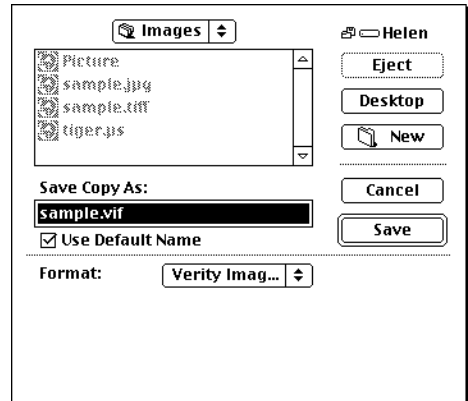 Images
Helen
Picture
sample.jpg
sample.tiff
tiger.ps
Eject
Desktop
New
Save Copy As:
sample.vif
Use Default Name
Cancel
Save
Format:
Verity Imag...